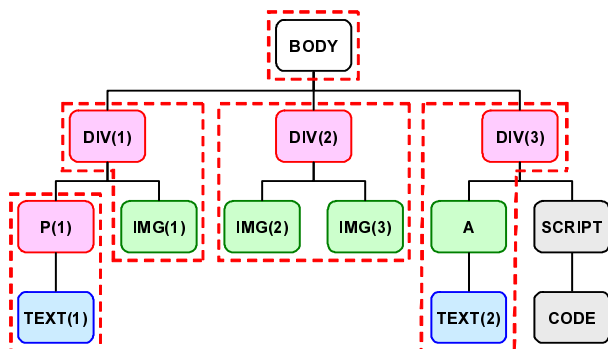 BODY
DIV(1)
DIV(2)
DIV(3)
P(1)
IMG(1)
IMG(2)
IMG(3)
A
SCRIPT
TEXT(1)
TEXT(2)
CODE